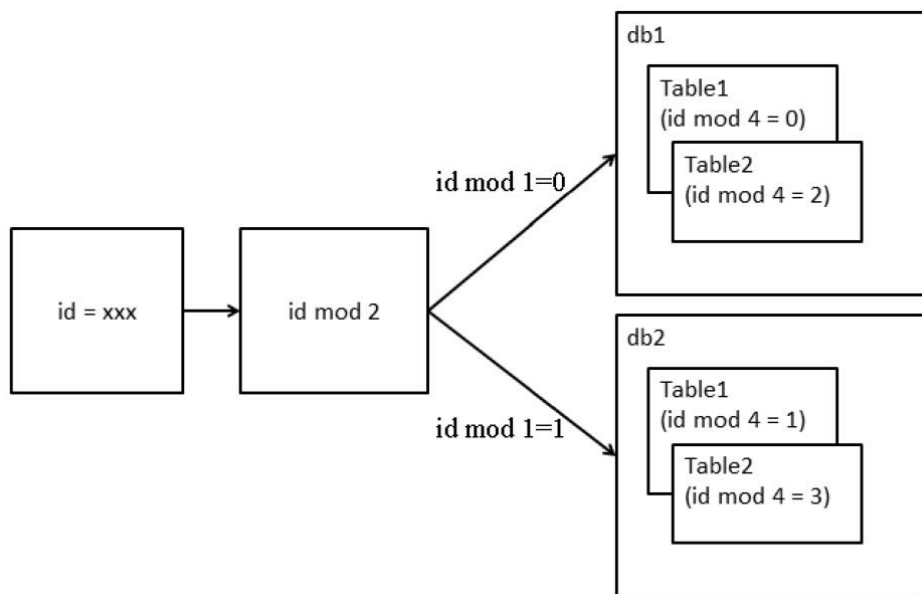 db1
Table1
(id mod 4 = 0)
Table2
(id mod 4 = 2)
id mod 1=0
id = xxx
id mod 2
id mod 1=1
db2
Table1
(id mod 4 = 1)
Table2
(id mod 4 = 3)